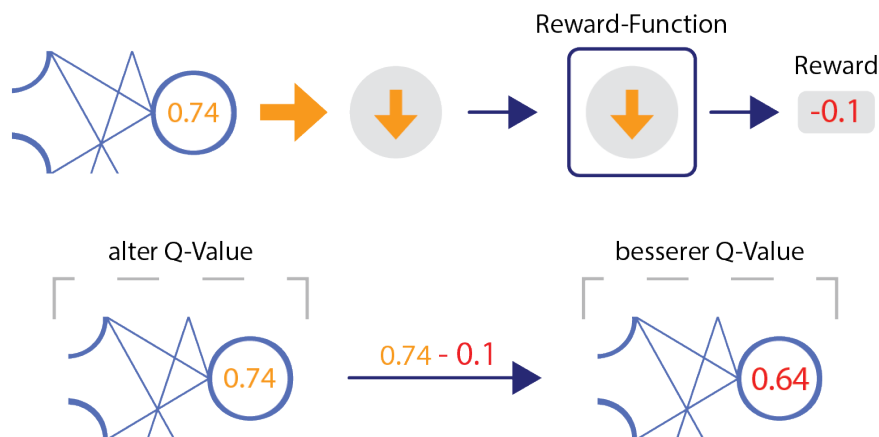 Reward-Function
Reward
0.74
-0.1
alter Q-Value
besserer Q-Value
0.74 - 0.1
0.74
0.64